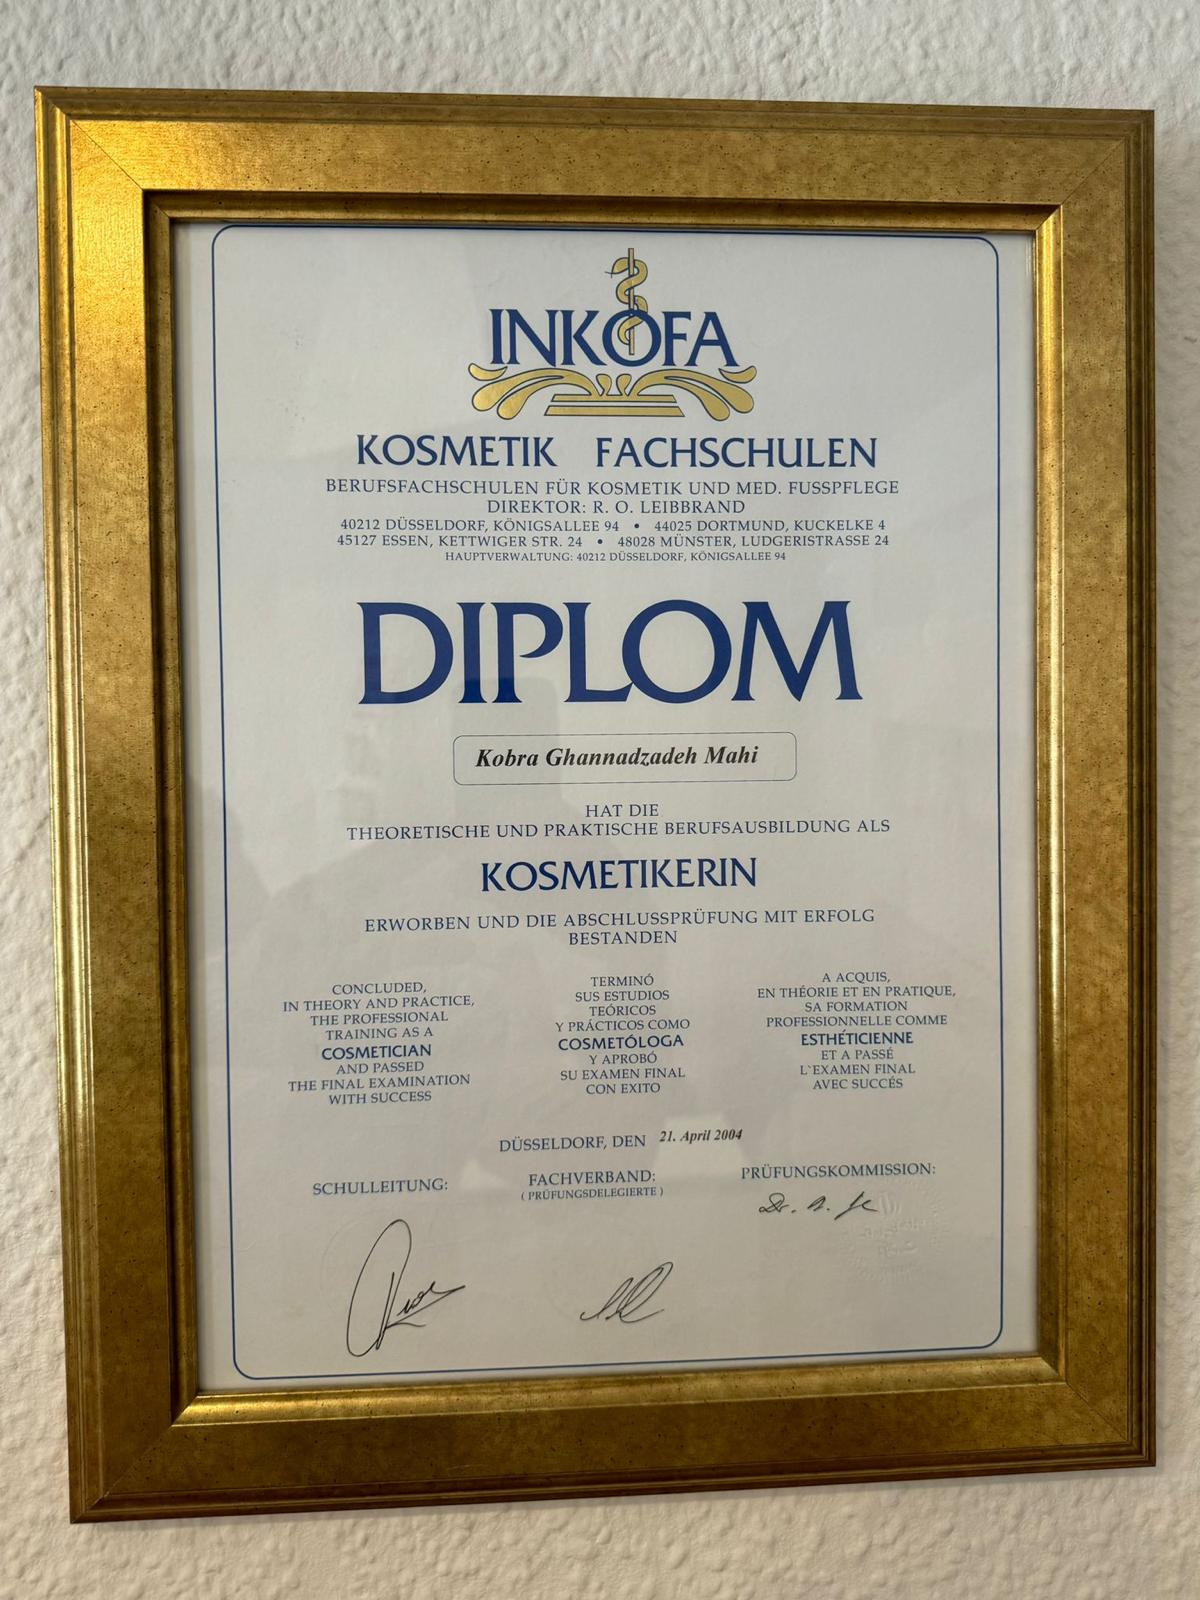 INKOFA
KOSMETIK FACHSCHULEN
BERUFSFACHSCHULEN FÜR KOSMETIK UND MED. FUSSPFLEGE
DIREKTOR: R. O. LEIBBRAND
40212 DÜSSELDORF, KÖNIGSALLEE 94 • 44025 DORTMUND, KUCKELKE 4
45127 ESSEN, KETTWIGER STR. 24 • 48028 MÜNSTER, LUDGERISTRASSE 24
HAUPTVERWALTUNG: 40212 DÜSSELDORF, KÖNIGSALLEE 94
DIPLOM
Kobra Ghannadzadeh Mahi
HAT DIE
THEORETISCHE UND PRAKTISCHE BERUFSAUSBILDUNG ALS
KOSMETIKERIN
ERWORBEN UND DIE ABSCHLUSSPRÜFUNG MIT ERFOLG
BESTANDEN
CONCLUDED,
IN THEORY AND PRACTICE,
THE PROFESSIONAL
TRAINING AS A
COSMETICIAN
AND PASSED
THE FINAL EXAMINATION
WITH SUCCESS
TERMINÓ
SUS ESTUDIOS
TEÓRICOS
Y PRÁCTICOS COMO
COSMETÓLOGA
Y APROBÓ
SU EXAMEN FINAL
CON EXITO
A ACQUIS,
EN THÉORIE ET EN PRATIQUE,
SA FORMATION
PROFESSIONNELLE COMME
ESTHÉTICIENNE
ET A PASSÉ
L`EXAMEN FINAL
AVEC SUCCÉS
DÜSSELDORF, DEN 21. April 2004
SCHULLEITUNG:
FACHVERBAND:
( PRÜFUNGSDELEGIERTE )
PRÜFUNGSKOMMISSION:
Dr. A.